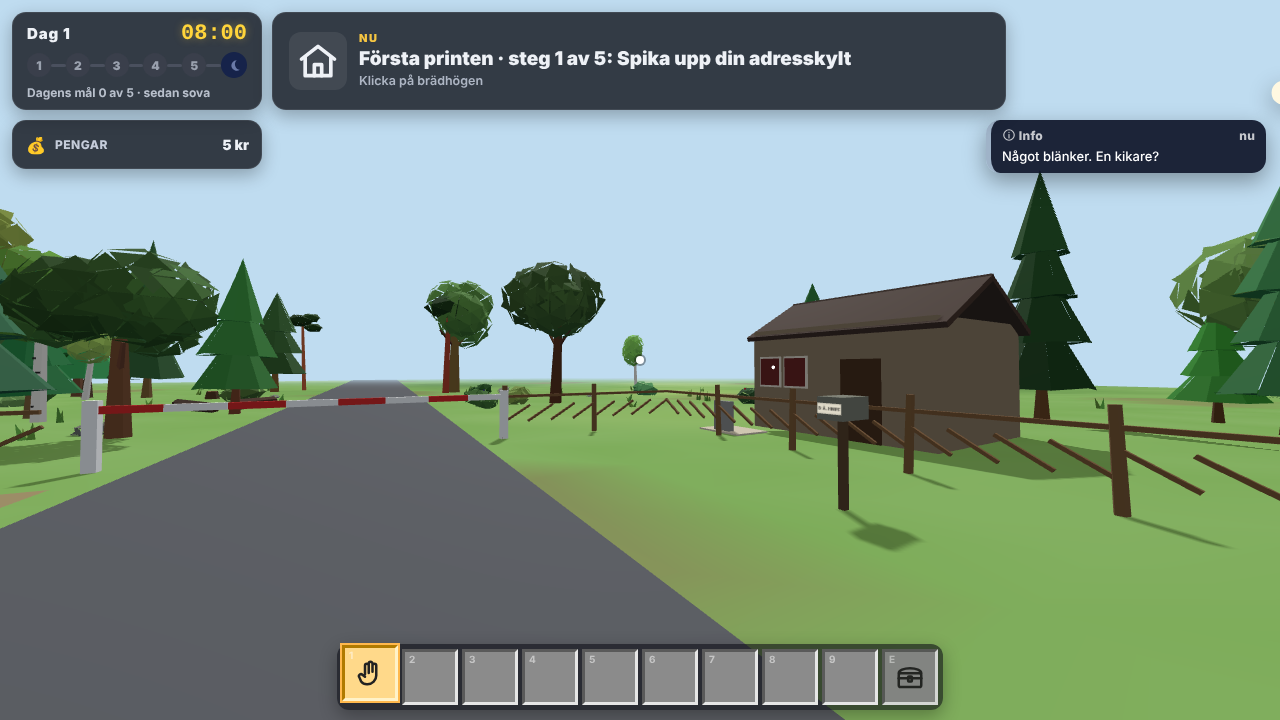 Dag 1
08:00
1
2
3
4
5
Dagens mål 0 av 5 · sedan sova
PENGAR
5 kr
NU
Första printen · steg 1 av 5: Spika upp din adresskylt
Klicka på brädhögen
Info
nu
Något blänker. En kikare?
1
2
3
4
5
6
7
8
9
E